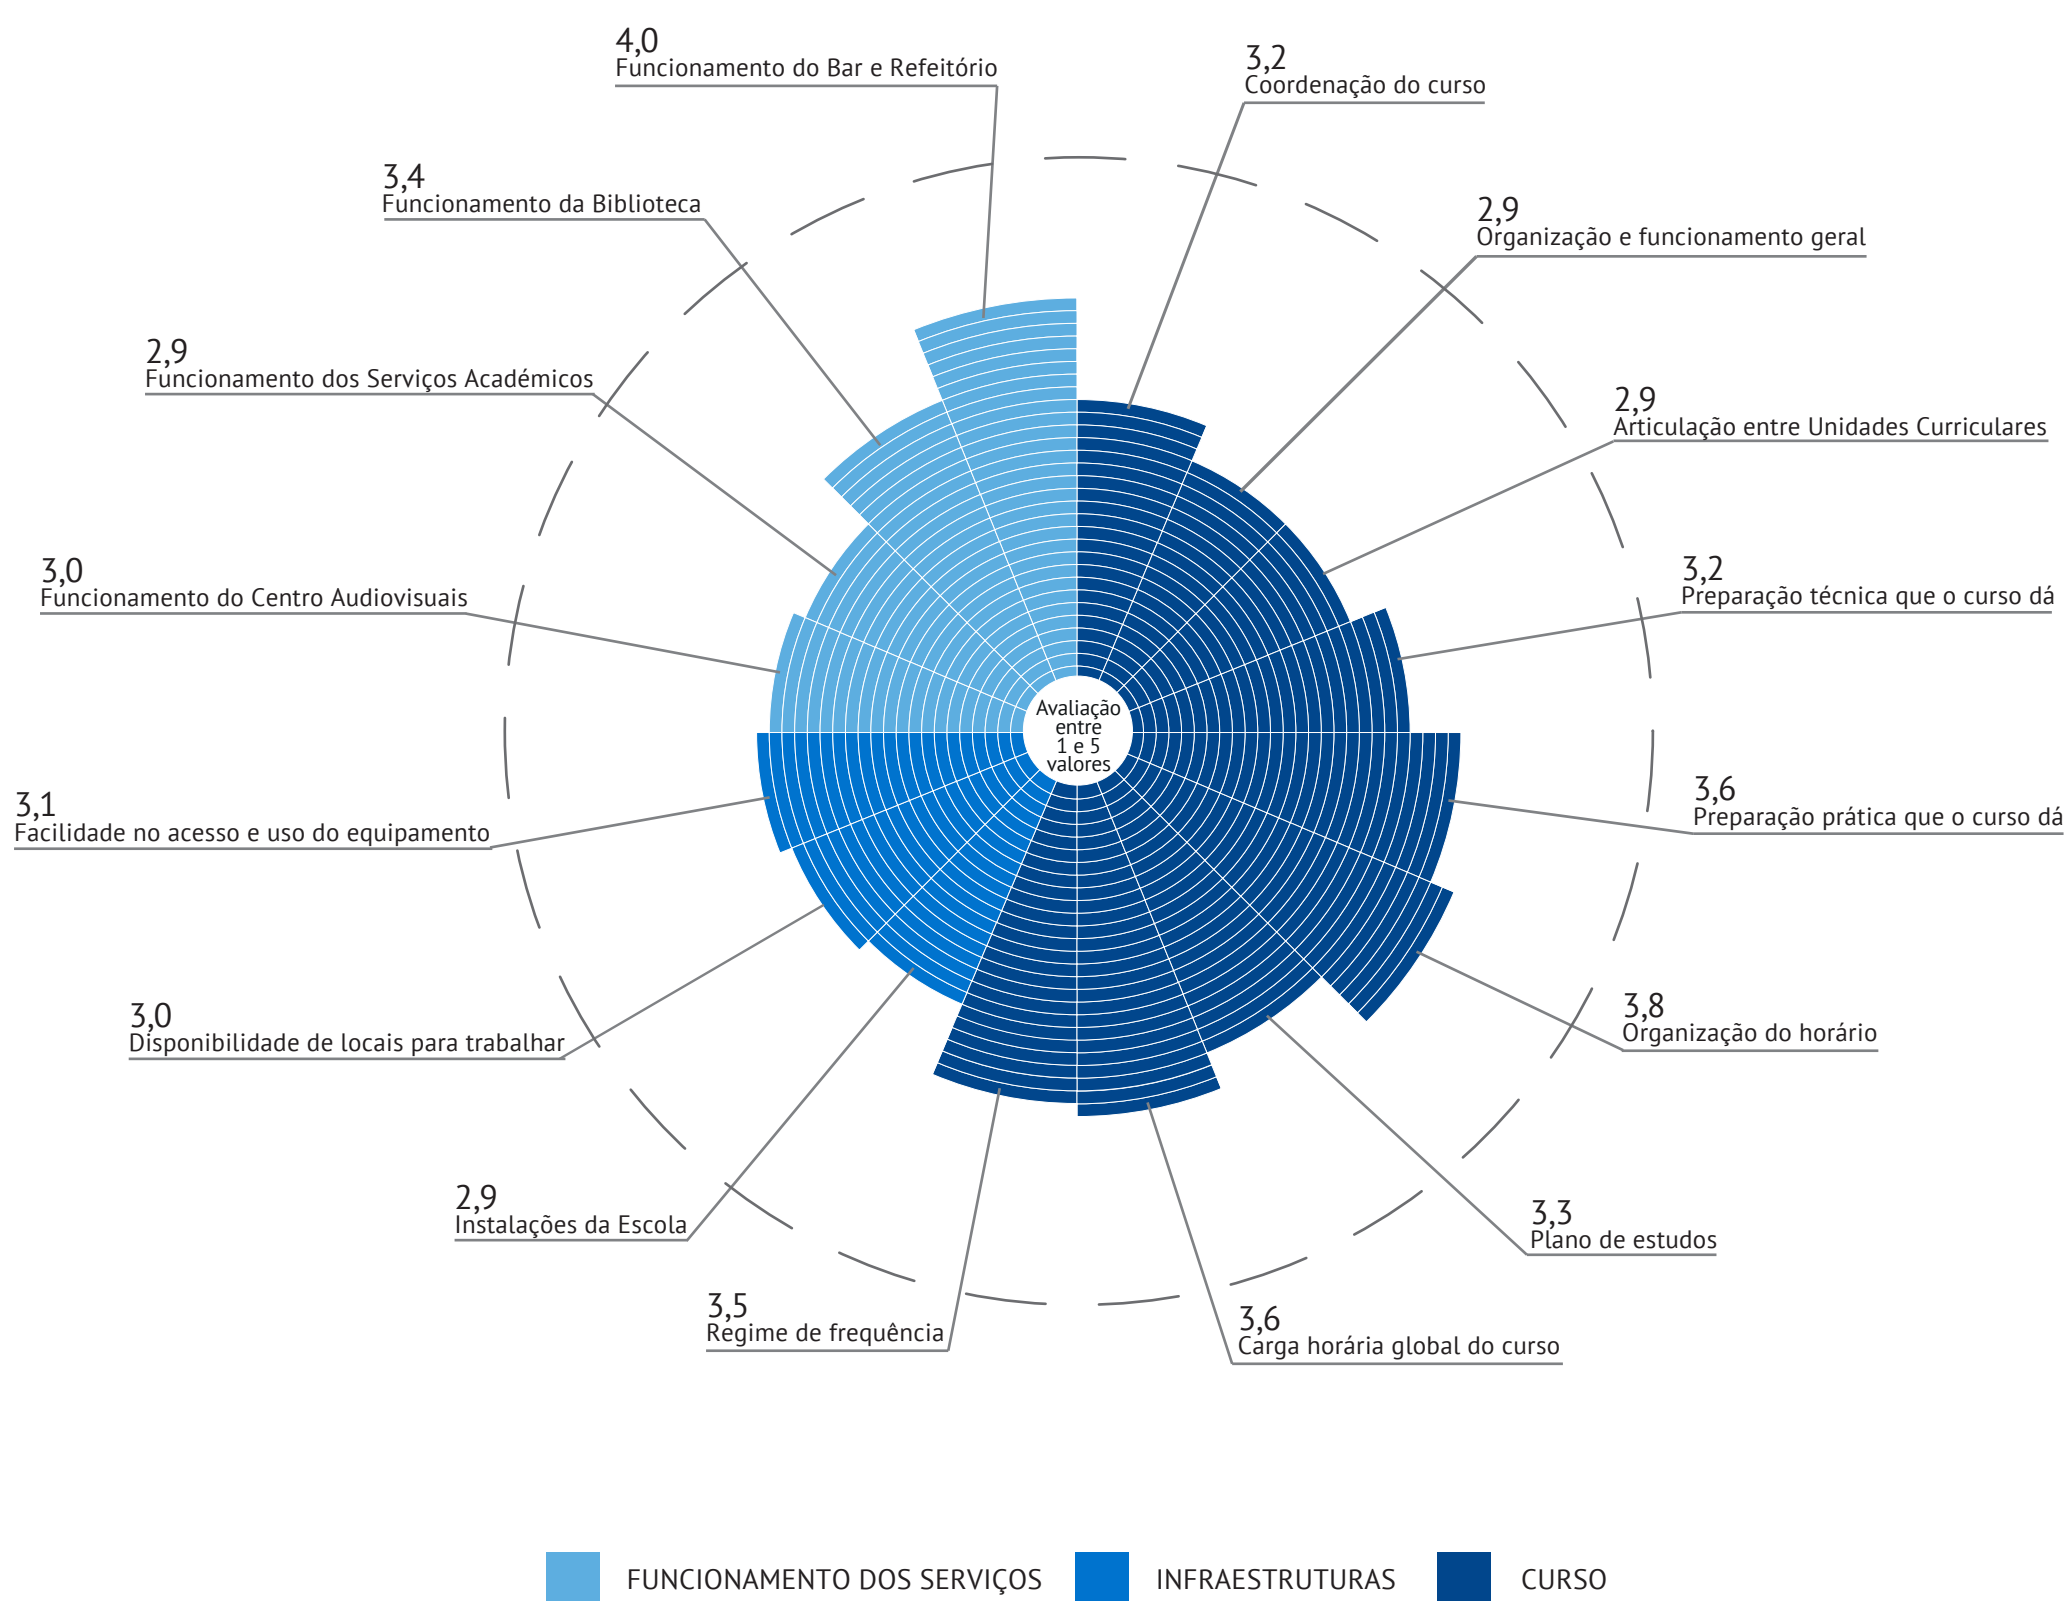 4,0
Funcionamento do Bar e Refeitório
3,2
Coordenação do curso
3,4
Funcionamento da Biblioteca
2,9
Organização e funcionamento geral
2,9
Funcionamento dos Serviços Académicos
2,9
Articulação entre Unidades Curriculares
3,0
Funcionamento do Centro Audiovisuais
3,2
Preparação técnica que o curso dá
Avaliação
entre
1 e 5
valores
3,1
Facilidade no acesso e uso do equipamento
3,6
Preparação prática que o curso dá
3,0
Disponibilidade de locais para trabalhar
3,8
Organização do horário
2,9
Instalações da Escola
3,3
Plano de estudos
3,5
Regime de frequência
3,6
Carga horária global do curso
FUNCIONAMENTO DOS SERVIÇOS
INFRAESTRUTURAS
CURSO